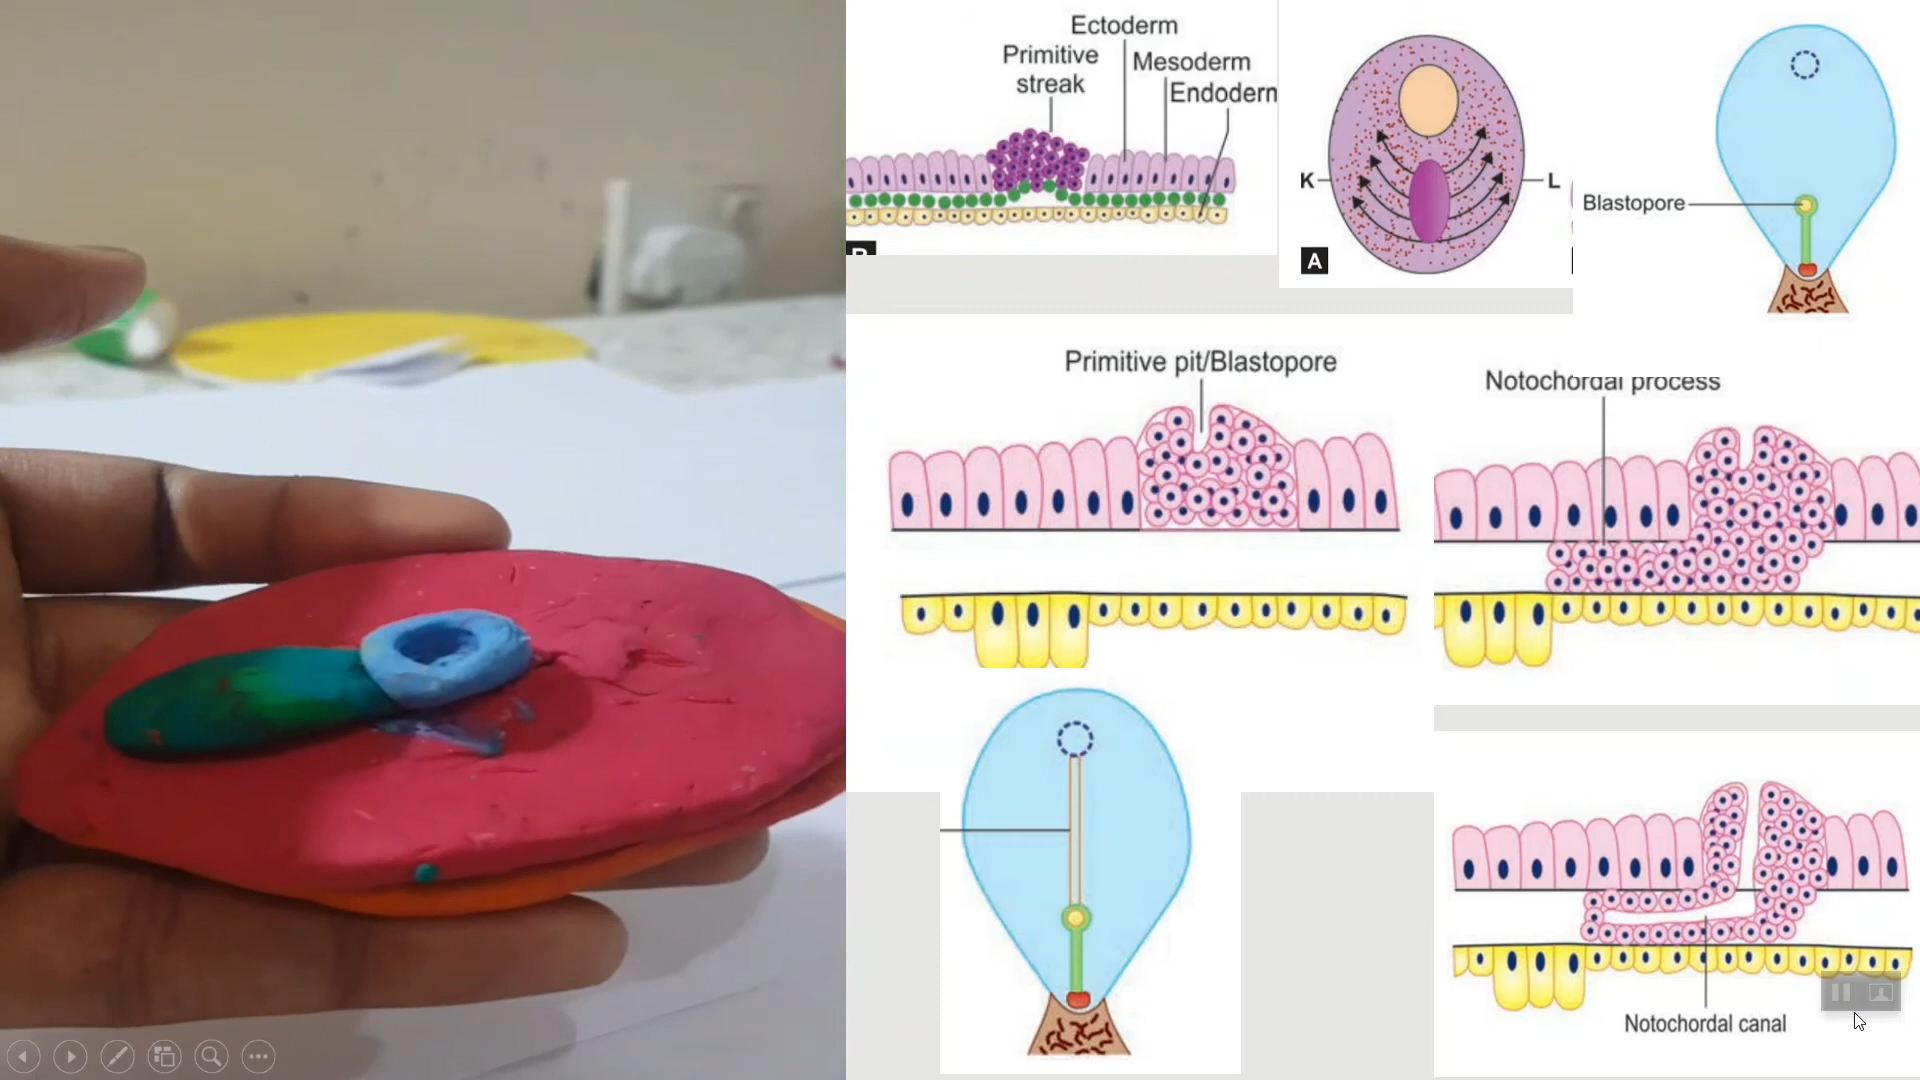 Ectoderm
Primitive
streak
Mesoderm
Endoderm
K
L
A
Blastopore
Primitive pit/Blastopore
Notochordal process
Notochordal canal